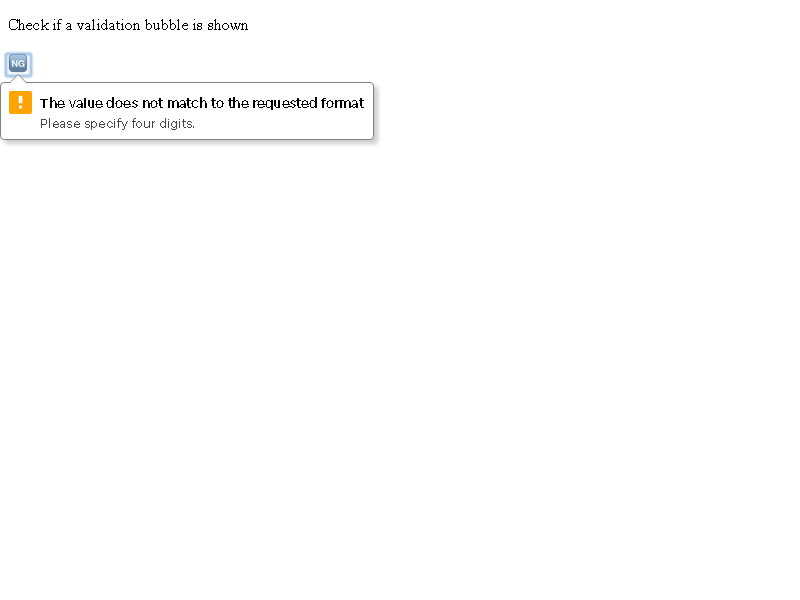 Check if a validation bubble is shown
NG
The value does not match to the requested format
Please specify four digits.